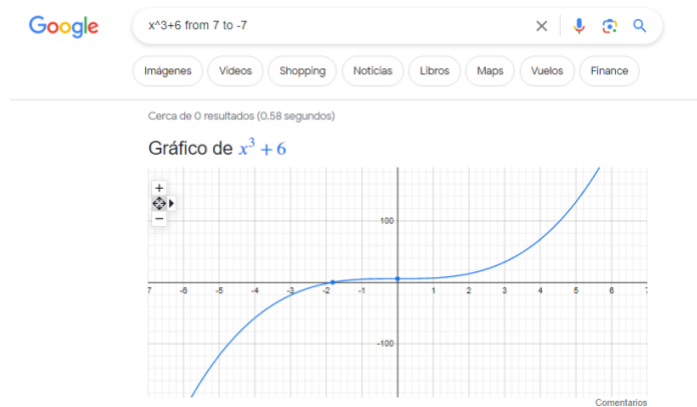 Google
x^3+6 from 7 to -7
Imágenes Videos Shopping Noticias Libros Maps Vuelos Finance
Cerca de 0 resultados (0.58 segundos)
Gráfico de x³ + 6
+
−
100
7 -6 -5 -4 -3 -2 -1 1 2 3 4 5 6
-100
Comentarios